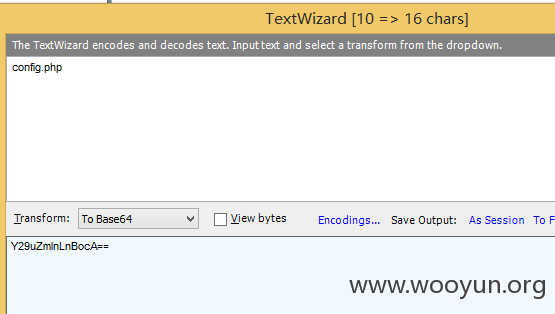 TextWizard [10 => 16 chars]
The TextWizard encodes and decodes text. Input text and select a transform from the dropdown.
config.php
Transform: To Base64 View bytes Encodings... Save Output: As Session To F
Y29uZmlnLnBocA==
www.wooyun.org